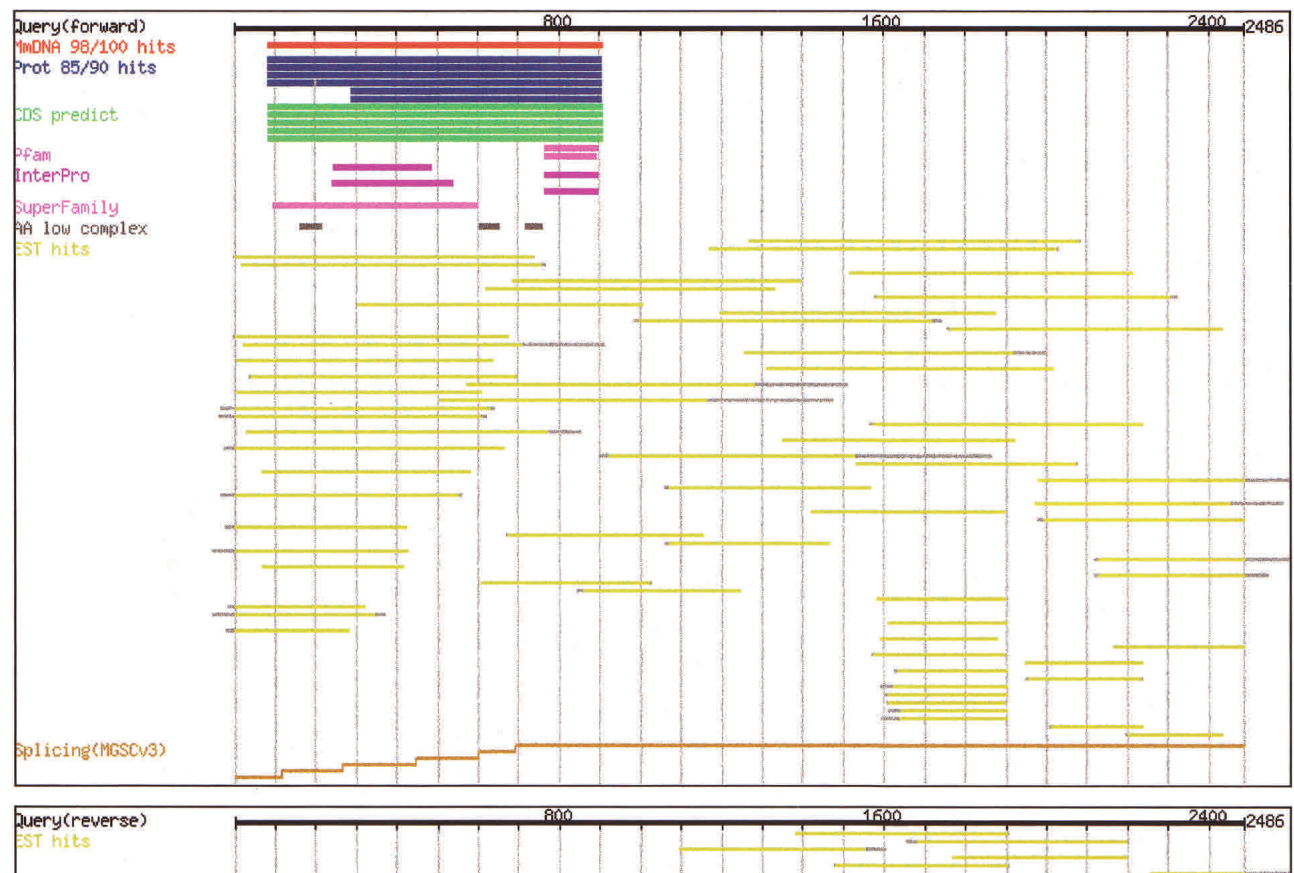 Query(forward) 800 1600 2400 2486
MmDNA 98/100 hits
Prot 85/90 hits
CDS predict
Pfam
InterPro
SuperFamily
AA low complex
EST hits
Splicing(MGSCv3)
Query(reverse) 800 1600 2400 2486
EST hits